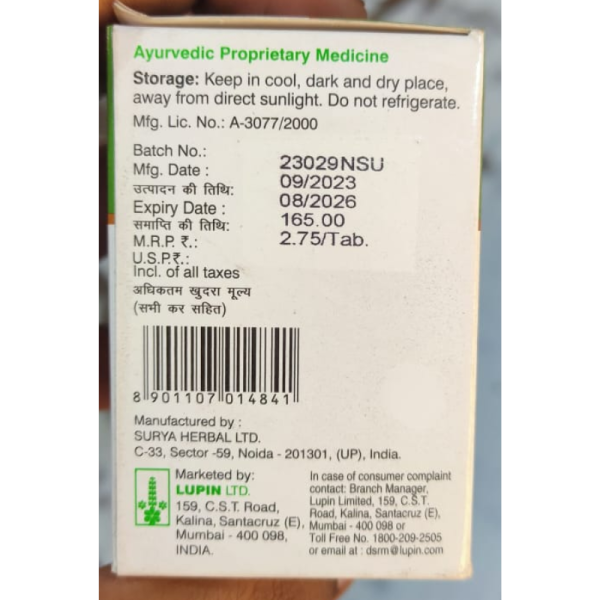 Ayurvedic Proprietary Medicine
Storage: Keep in cool, dark and dry place,
away from direct sunlight. Do not refrigerate.
Mfg. Lic. No.: A-3077/2000
Batch No.: 23029NSU
Mfg. Date : 09/2023
उत्पादन की तिथि:
Expiry Date : 08/2026
समाप्ति की तिथि:
M.R.P. ₹.: 165.00
U.S.P.₹.: 2.75/Tab.
Incl. of all taxes
अधिकतम खुदरा मूल्य
(सभी कर सहित)
8 901107 014841
Manufactured by :
SURYA HERBAL LTD.
C-33, Sector -59, Noida - 201301, (UP), India.
Marketed by:
LUPIN LTD.
159, C.S.T. Road,
Kalina, Santacruz (E),
Mumbai - 400 098,
INDIA.
In case of consumer complaint
contact: Branch Manager,
Lupin Limited, 159, C.S.T.
Road, Kalina, Santacruz (E),
Mumbai - 400 098 or
Toll Free No. 1800-209-2505
or email at : dsrm@lupin.com